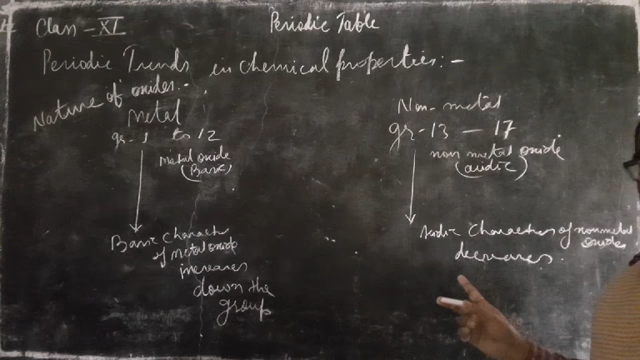 Class - XI
Periodic Table
Periodic Trends in chemical properties:-
Nature of oxides:-
Metal
gr - 1 to 12
Metal oxide
(Basic)
Basic Character
of metal oxide
increases
down the
group
Non-metal
gr - 13 - 17
non metal oxide
(acidic)
Acidic Character of nonmetal
oxide
decreases.